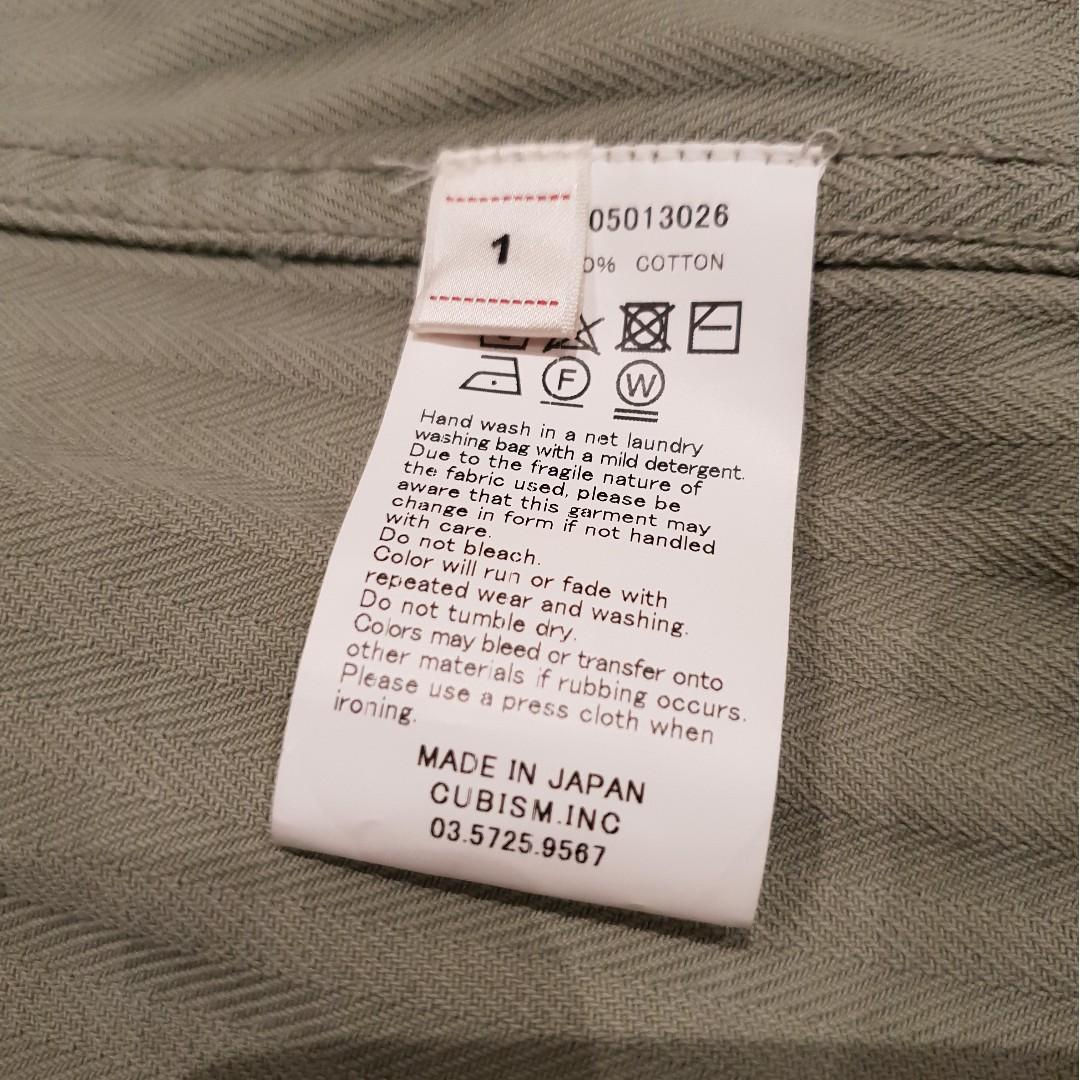 1
05013026
0% COTTON
F W
Hand wash in a net laundry
washing bag with a mild detergent.
Due to the fragile nature of
the fabric used, please be
aware that this garment may
change in form if not handled
with care.
Do not bleach.
Color will run or fade with
repeated wear and washing.
Do not tumble dry.
Colors may bleed or transfer onto
other materials if rubbing occurs.
Please use a press cloth when
ironing.
MADE IN JAPAN
CUBISM.INC
03.5725.9567